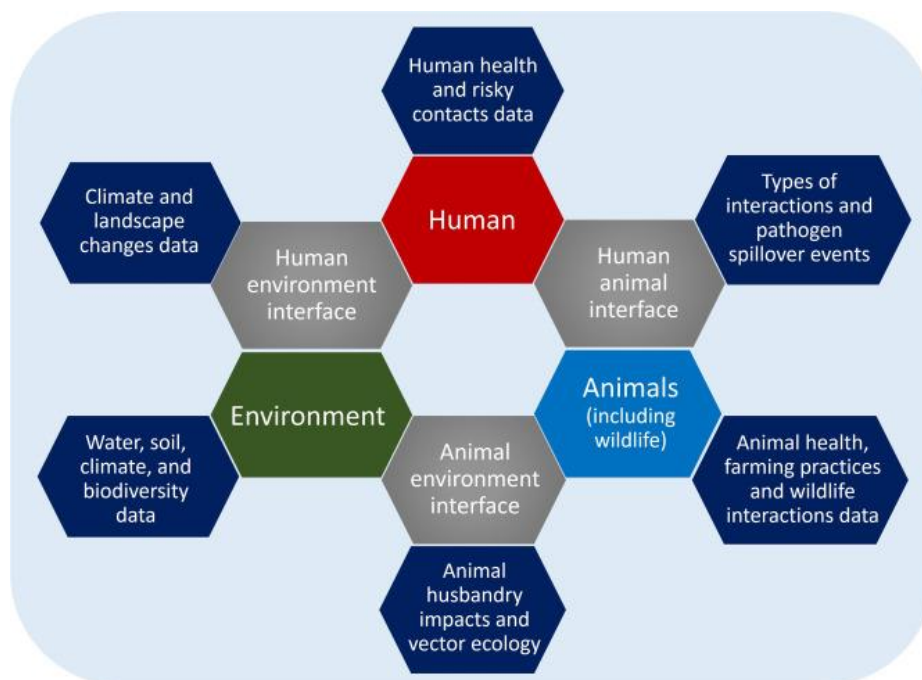 Human health
and risky
contacts data
Climate and
landscape
changes data
Human
Types of
interactions and
pathogen
spillover events
Human
environment
interface
Human
animal
interface
Environment
Animals
(including
wildlife)
Water, soil,
climate, and
biodiversity
data
Animal
environment
interface
Animal health,
farming practices
and wildlife
interactions data
Animal
husbandry
impacts and
vector ecology